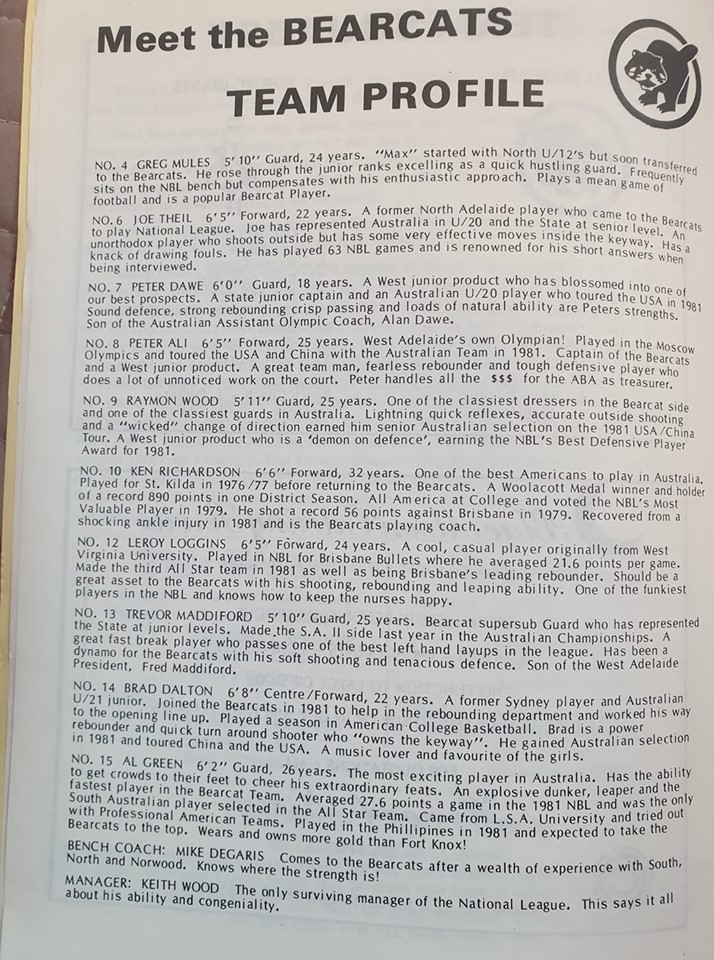 Meet the BEARCATS
TEAM PROFILE
NO. 4 GREG MULES 5'10" Guard, 24 years. "Max" started with North U/12's but soon transferred
to the Bearcats. He rose through the junior ranks excelling as a quick hustling guard. Frequently
sits on the NBL bench but compensates with his enthusiastic approach. Plays a mean game of
football and is a popular Bearcat Player.
NO.6 JOE THEIL 6'5" Forward, 22 years. A former North Adelaide player who came to the Bearcats
to play National League. Joe has represented Australia in U/20 and the State at senior level. An
unorthodox player who shoots outside but has some very effective moves inside the keyway. Has a
knack of drawing fouls. He has played 63 NBL games and is renowned for his short answers when
being interviewed.
NO. 7 PETER DAWE 6'0" Guard, 18 years. A West junior product who has blossomed into one of
our best prospects. A state junior captain and an Australian U/20 player who toured the USA in 1981
Sound defence, strong rebounding crisp passing and loads of natural ability are Peters strengths.
Son of the Australian Assistant Olympic Coach, Alan Dawe.
NO. 8 PETER ALI 6'5" Forward, 25 years. West Adelaide's own Olympian! Played in the Moscow
Olympics and toured the USA and China with the Australian Team in 1981. Captain of the Bearcats
and a West junior product. A great team man, fearless rebounder and tough defensive player who
does a lot of unnoticed work on the court. Peter handles all the $$$ for the ABA as treasurer.
NO. 9 RAYMON WOOD 5'11" Guard, 25 years. One of the classiest dressers in the Bearcat side
and one of the classiest guards in Australia. Lightning quick reflexes, accurate outside shooting
and a "wicked" change of direction earned him senior Australian selection on the 1981 USA/China
Tour. A West junior product who is a 'demon on defence', earning the NBL's Best Defensive Player
Award for 1981.
NO. 10 KEN RICHARDSON 6'6" Forward, 32 years. One of the best Americans to play in Australia.
Played for St. Kilda in 1976/77 before returning to the Bearcats. A Woolacott Medal winner and holder
of a record 890 points in one District Season. All America at College and voted the NBL's Most
Valuable Player in 1979. He shot a record 56 points against Brisbane in 1979. Recovered from a
shocking ankle injury in 1981 and is the Bearcats playing coach.
NO. 12 LEROY LOGGINS 6'5" Forward, 24 years. A cool, casual player originally from West
Virginia University. Played in NBL for Brisbane Bullets where he averaged 21.6 points per game.
Made the third All Star team in 1981 as well as being Brisbane's leading rebounder. Should be a
great asset to the Bearcats with his shooting, rebounding and leaping ability. One of the funkiest
players in the NBL and knows how to keep the nurses happy.
NO. 13 TREVOR MADDIFORD 5'10" Guard, 25 years. Bearcat supersub Guard who has represented
the State at junior levels. Made the S.A. II side last year in the Australian Championships. A
great fast break player who passes one of the best left hand layups in the league. Has been a
dynamo for the Bearcats with his soft shooting and tenacious defence. Son of the West Adelaide
President, Fred Maddiford.
NO. 14 BRAD DALTON 6'8" Centre/Forward, 22 years. A former Sydney player and Australian
U/21 junior. Joined the Bearcats in 1981 to help in the rebounding department and worked his way
to the opening line up. Played a season in American College Basketball. Brad is a power
rebounder and quick turn around shooter who "owns the keyway". He gained Australian selection
in 1981 and toured China and the USA. A music lover and favourite of the girls.
NO. 15 AL GREEN 6'2" Guard, 26 years. The most exciting player in Australia. Has the ability
to get crowds to their feet to cheer his extraordinary feats. An explosive dunker, leaper and the
fastest player in the Bearcat Team. Averaged 27.6 points a game in the 1981 NBL and was the only
South Australian player selected in the All Star Team. Came from L.S.A. University and tried out
with Professional American Teams. Played in the Phillipines in 1981 and expected to take the
Bearcats to the top. Wears and owns more gold than Fort Knox!
BENCH COACH: MIKE DEGARIS Comes to the Bearcats after a wealth of experience with South,
North and Norwood. Knows where the strength is!
MANAGER: KEITH WOOD The only surviving manager of the National League. This says it all
about his ability and congeniality.